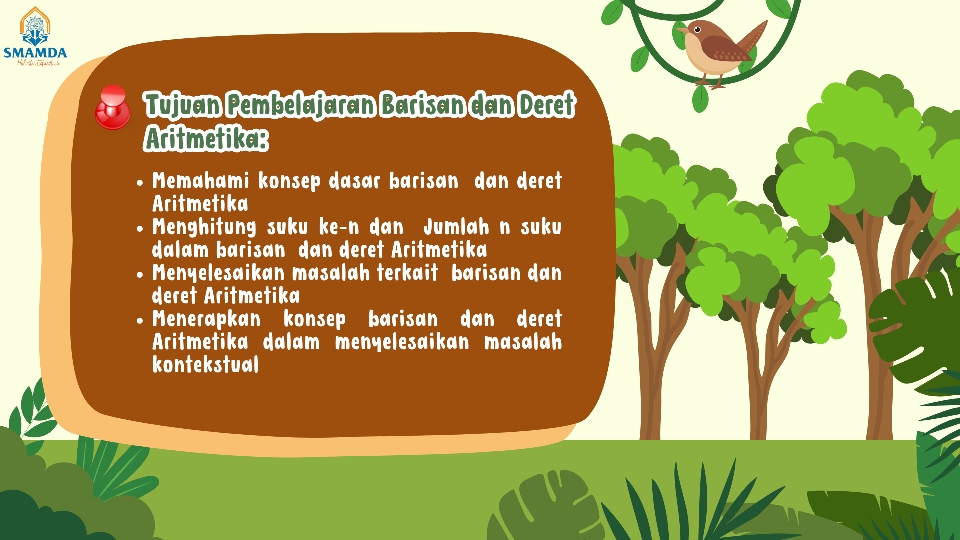 SMAMDA
Tujuan Pembelajaran Barisan dan Deret
Aritmetika:
• Memahami konsep dasar barisan dan deret
Aritmetika
• Menghitung suku ke-n dan Jumlah n suku
dalam barisan dan deret Aritmetika
• Menyelesaikan masalah terkait barisan dan
deret Aritmetika
• Menerapkan konsep barisan dan deret
Aritmetika dalam menyelesaikan masalah
kontekstual